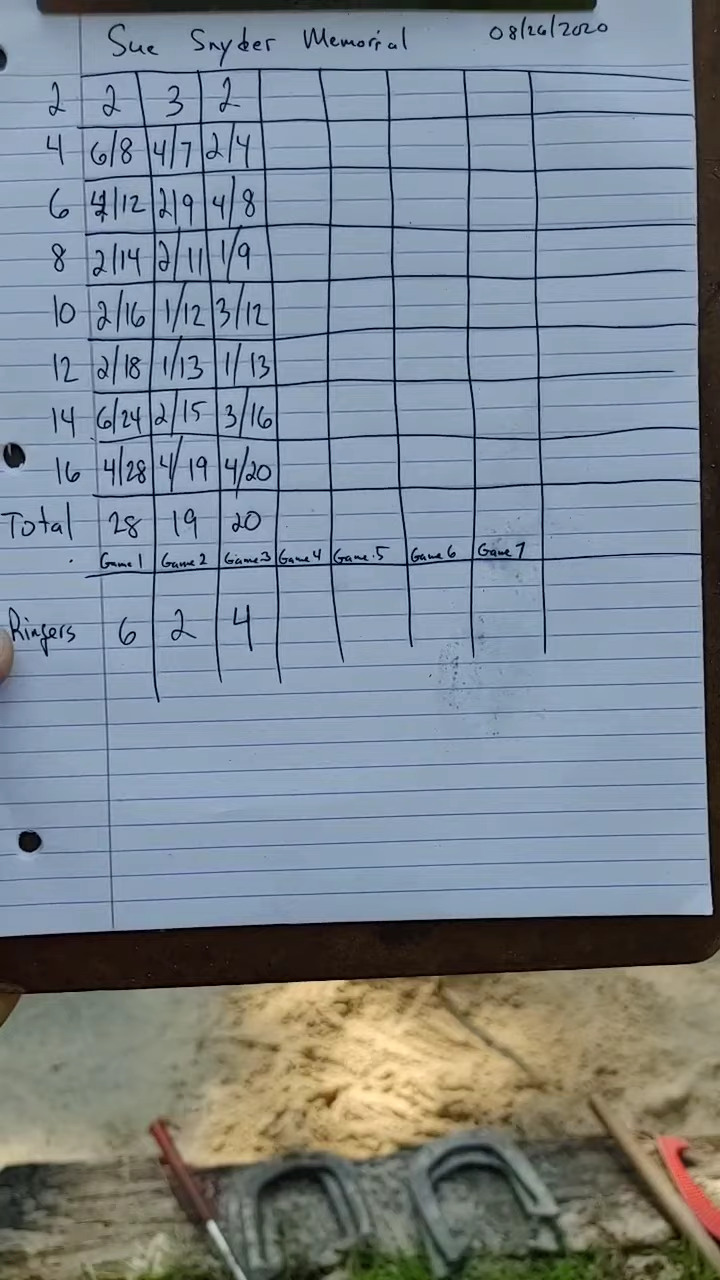 Sue Snyder Memorial 08/26/2020
2 2 3 2
4 6/8 4/7 2/4
6 4/12 2/9 4/8
8 2/14 2/11 1/9
10 2/16 1/12 3/12
12 2/18 1/13 1/13
14 6/24 2/15 3/16
16 4/28 4/19 4/20
Total 28 19 20
Game 1 Game 2 Game 3 Game 4 Game 5 Game 6 Game 7
Ringers 6 2 4